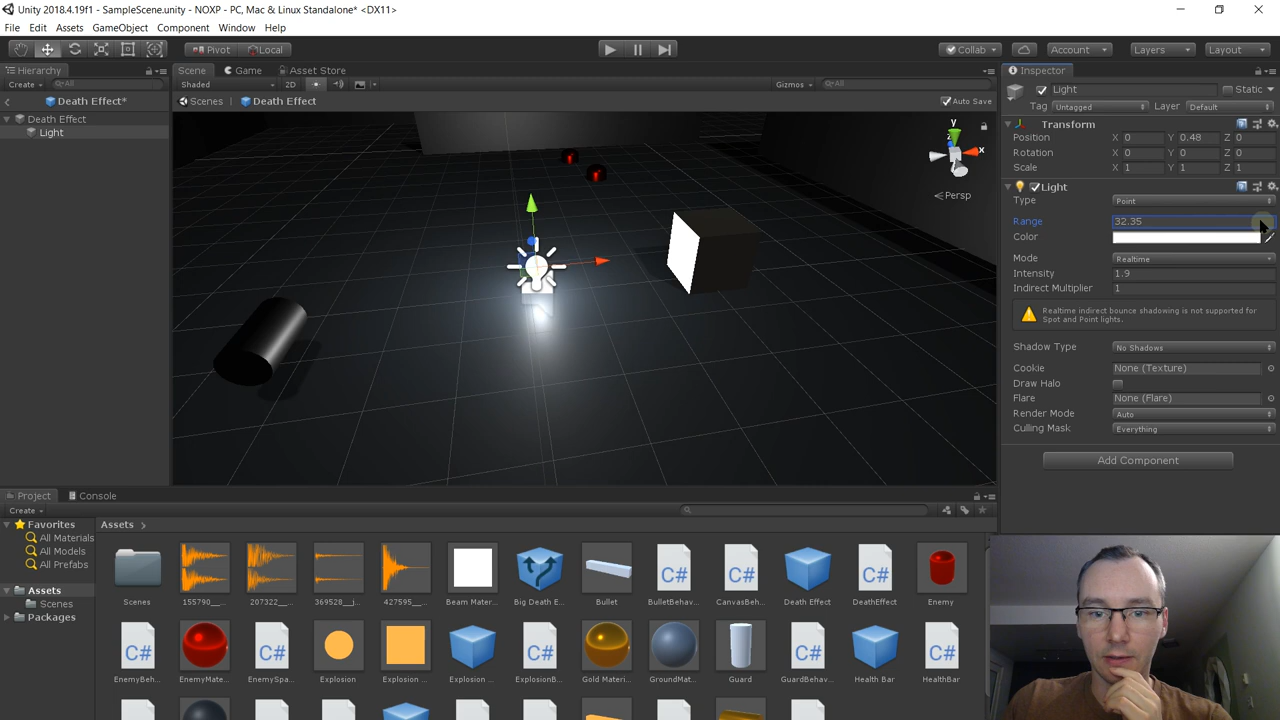 Unity 2018.4.19f1 - SampleScene.unity - NOXP - PC, Mac & Linux Standalone* <DX11>
File Edit Assets GameObject Component Window Help
Pivot Local Collab Account Layers Layout
Hierarchy Scene Game Asset Store Inspector
Create All Shaded 2D Gizmos All Light Static
Death Effect* Scenes Death Effect Auto Save
Tag Untagged Layer Default
Death Effect
Light
y
x
z
Persp
Transform
Position X 0 Y 0.48 Z 0
Rotation X 0 Y 0 Z 0
Scale X 1 Y 1 Z 1
Light
Type Point
Range 32.35
Color
Mode Realtime
Intensity 1.9
Indirect Multiplier 1
Realtime indirect bounce shadowing is not supported for
Spot and Point lights.
Shadow Type No Shadows
Cookie None (Texture)
Draw Halo
Flare None (Flare)
Render Mode Auto
Culling Mask Everything
Add Component
Project Console
Create
Favorites
All Materials
All Models
All Prefabs
Assets
Scenes
Packages
Assets
Scenes 155790__... 207322__... 369528__j... 427595__... Beam Mater... Big Death E... Bullet BulletBehav... CanvasBeh... Death Effect DeathEffect Enemy
C# C# C#
EnemyBeh... EnemyMate... EnemySpa... Explosion Explosion ... Explosion ... ExplosionB... Gold Materi... GroundMat... Guard GuardBehav... Health Bar HealthBar
C# C# C# C# C#